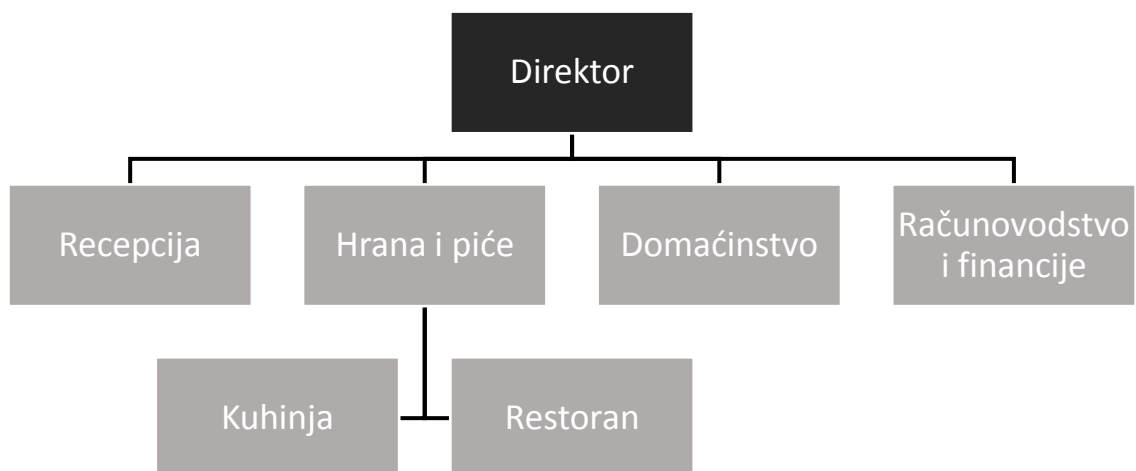 Direktor
Recepcija
Hrana i piće
Domaćinstvo
Računovodstvo
i financije
Kuhinja
Restoran